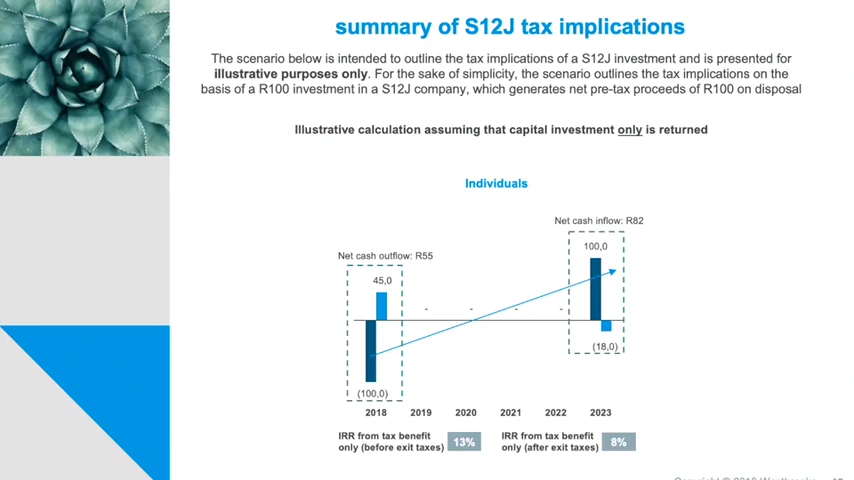 summary of S12J tax implications
The scenario below is intended to outline the tax implications of a S12J investment and is presented for
illustrative purposes only. For the sake of simplicity, the scenario outlines the tax implications on the
basis of a R100 investment in a S12J company, which generates net pre-tax proceeds of R100 on disposal
Illustrative calculation assuming that capital investment only is returned
Individuals
Net cash inflow: R82
100,0
Net cash outflow: R55
45,0
- - - -
(18,0)
(100,0)
2018 2019 2020 2021 2022 2023
IRR from tax benefit
only (before exit taxes) 13%
IRR from tax benefit
only (after exit taxes) 8%